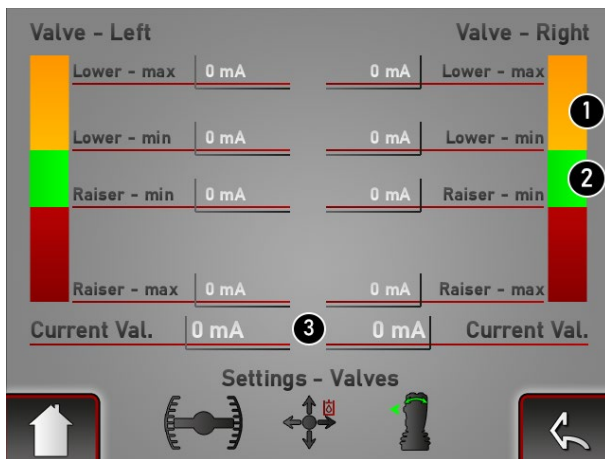 Valve - Left Valve - Right
Lower - max 0 mA 0 mA Lower - max
1
Lower - min 0 mA 0 mA Lower - min
2
Raiser - min 0 mA 0 mA Raiser - min
Raiser - max 0 mA 0 mA Raiser - max
Current Val. 0 mA 3 0 mA Current Val.
Settings - Valves